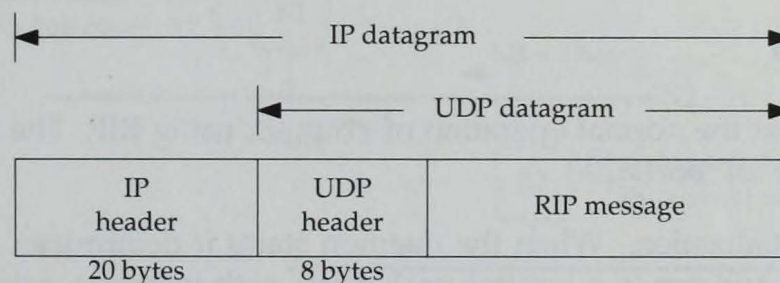 IP datagram
UDP datagram
IP
header
UDP
header
RIP message
20 bytes
8 bytes